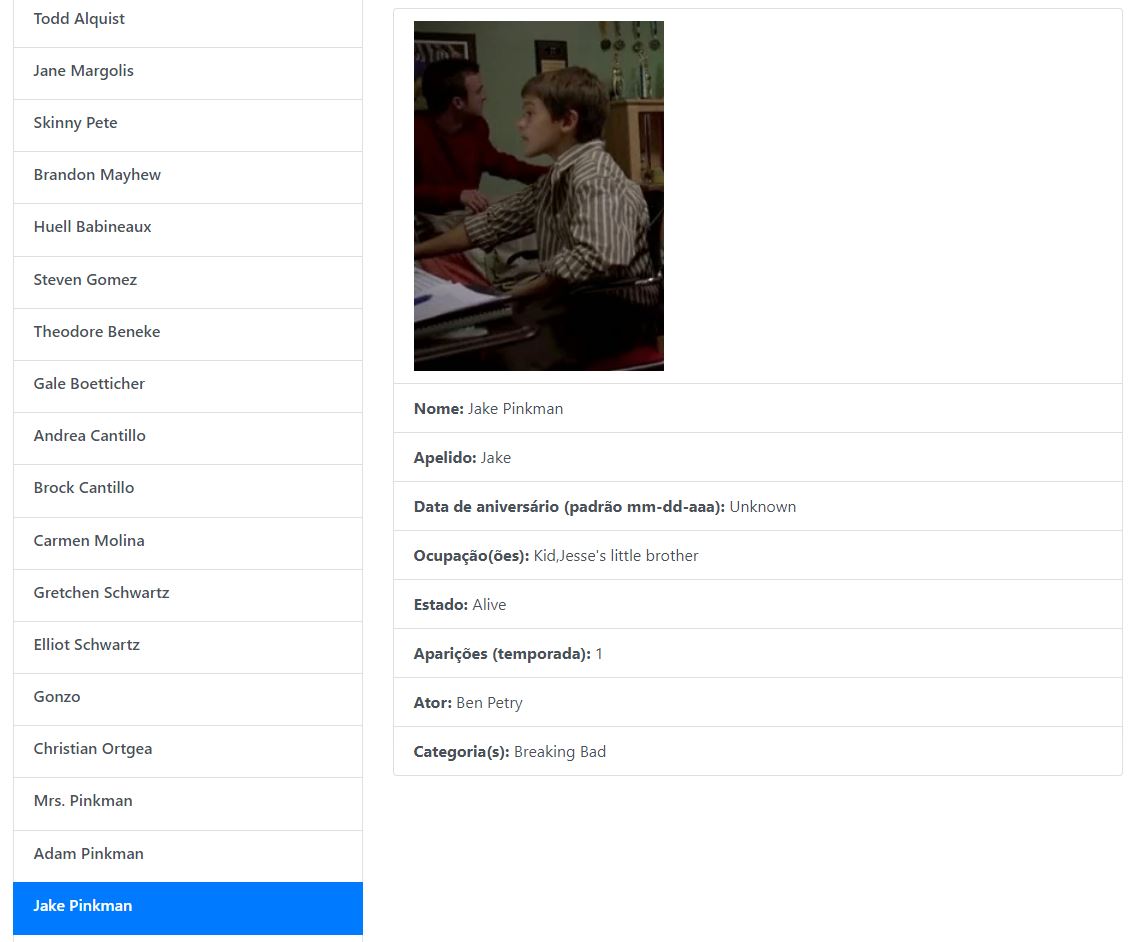 Todd Alquist
Jane Margolis
Skinny Pete
Brandon Mayhew
Huell Babineaux
Steven Gomez
Theodore Beneke
Gale Boetticher
Andrea Cantillo
Brock Cantillo
Carmen Molina
Gretchen Schwartz
Elliot Schwartz
Gonzo
Christian Ortgea
Mrs. Pinkman
Adam Pinkman
Jake Pinkman
Nome: Jake Pinkman
Apelido: Jake
Data de aniversário (padrão mm-dd-aaa): Unknown
Ocupação(ões): Kid,Jesse's little brother
Estado: Alive
Aparições (temporada): 1
Ator: Ben Petry
Categoria(s): Breaking Bad